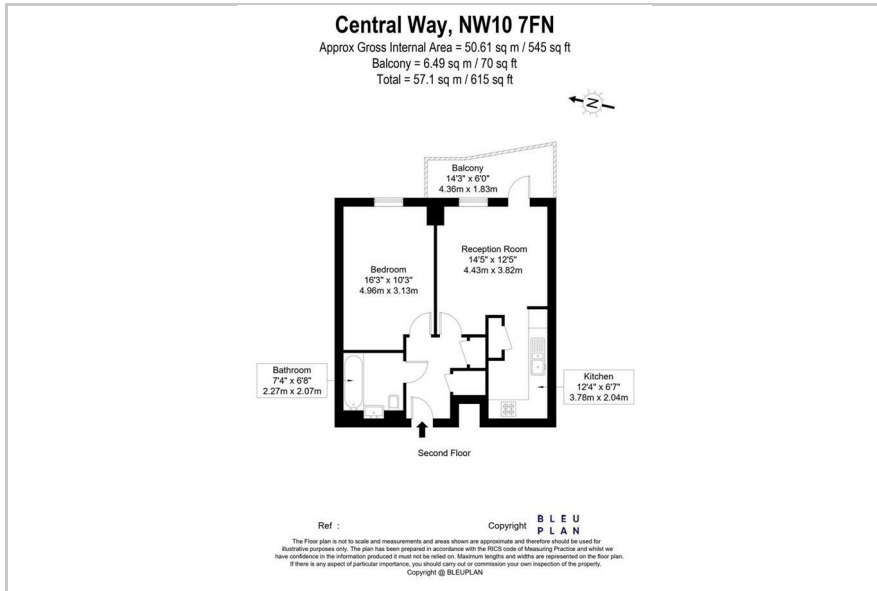 Central Way, NW10 7FN
Approx Gross Internal Area = 50.61 sq m / 545 sq ft
Balcony = 6.49 sq m / 70 sq ft
Total = 57.1 sq m / 615 sq ft
N
Balcony
14'3" x 6'0"
4.36m x 1.83m
Reception Room
14'5" x 12'5"
4.43m x 3.82m
Bedroom
16'3" x 10'3"
4.96m x 3.13m
Bathroom
7'4" x 6'8"
2.27m x 2.07m
Kitchen
12'4" x 6'7"
3.78m x 2.04m
Second Floor
Ref :
Copyright
BLEU
PLAN
The Floor plan is not to scale and measurements and areas shown are approximate and therefore should be used for
illustrative purposes only. The plan has been prepared in accordance with the RICS code of Measuring Practice and whilst we
have confidence in the information produced it must not be relied on. Maximum lengths and widths are represented on the floor plan.
If there is any aspect of particular importance, you should carry out or commission your own inspection of the property.
Copyright @ BLEUPLAN